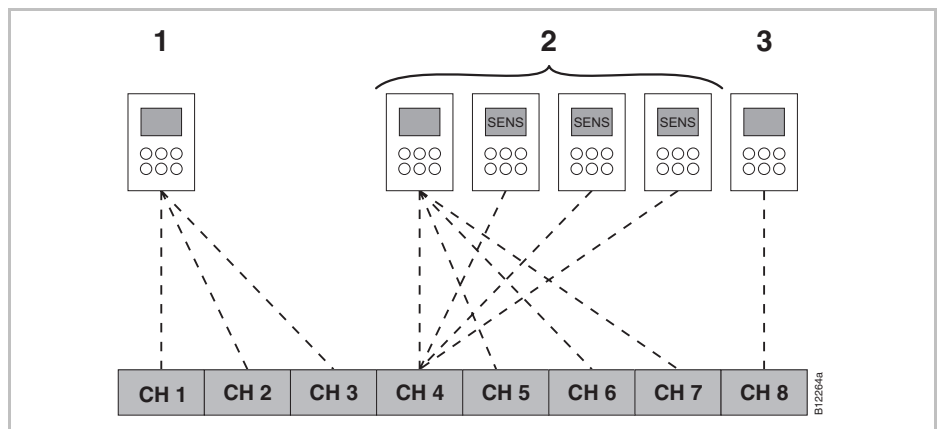 1 2 3
SENS SENS SENS
CH 1 CH 2 CH 3 CH 4 CH 5 CH 6 CH 7 CH 8
B12264a